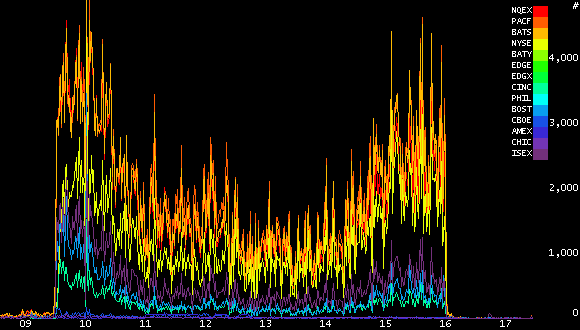 #
NQEX
PACF
BATS
NYSE
BATY
EDGE
EDGX
CINC
PHIL
BOST
CBOE
AMEX
CHIC
ISEX
4,000
3,000
2,000
1,000
0
09 10 11 12 13 14 15 16 17